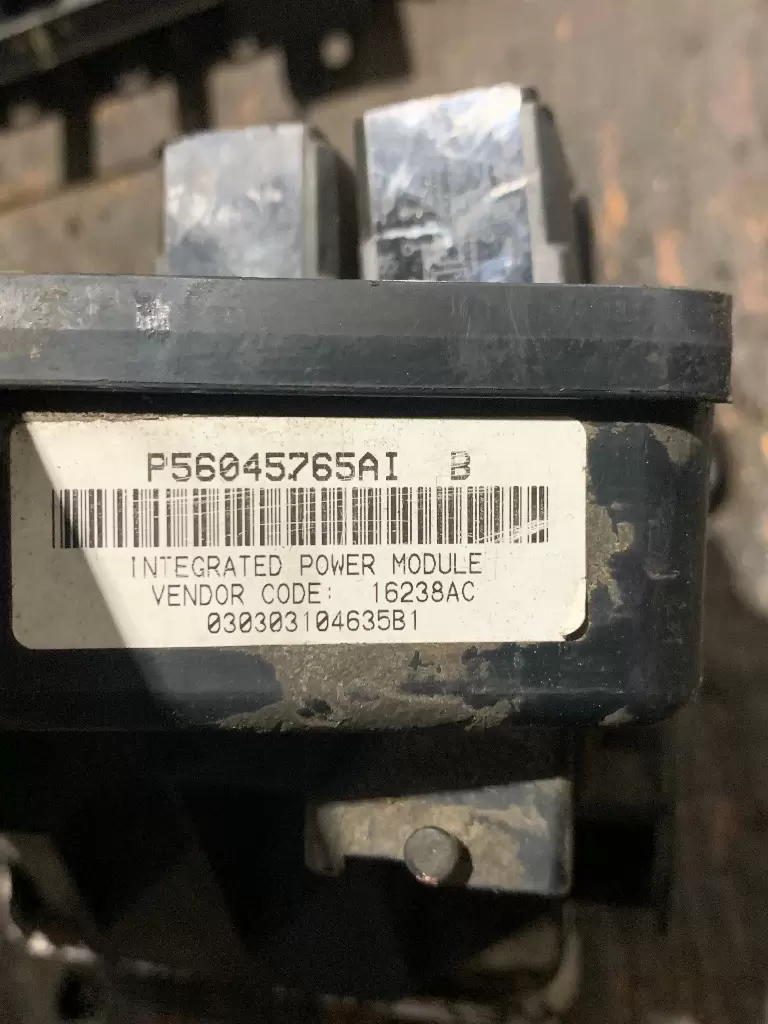 P56045765AI B
INTEGRATED POWER MODULE
VENDOR CODE: 16238AC
030303104635B1